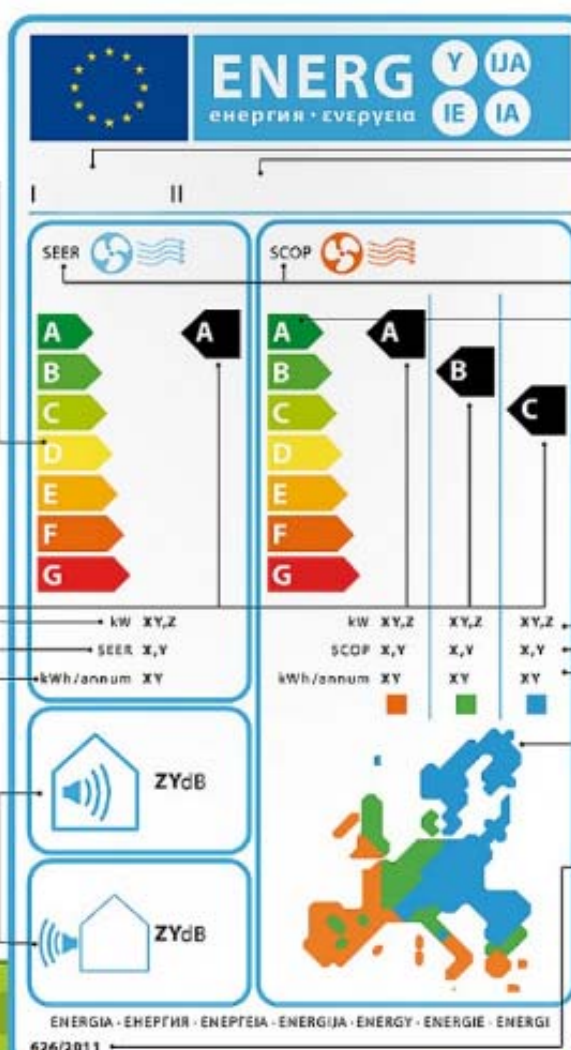 ENERG Y IJA
енергия · ενεργεια IE IA
I II
SEER
A A
B
C
D
E
F
G
kW XY,Z
SEER X,Y
kWh/annum XY
SCOP
A A
B B
C C
D
E
F
G
kW XY,Z XY,Z XY,Z
SCOP X,Y X,Y X,Y
kWh/annum XY XY XY
ZYdB
ZYdB
ENERGIA - ЕНЕРГИЯ - ΕΝΕΡΓΕΙΑ - ENERGIJA - ENERGY - ENERGIE - ENERGI
626/2011